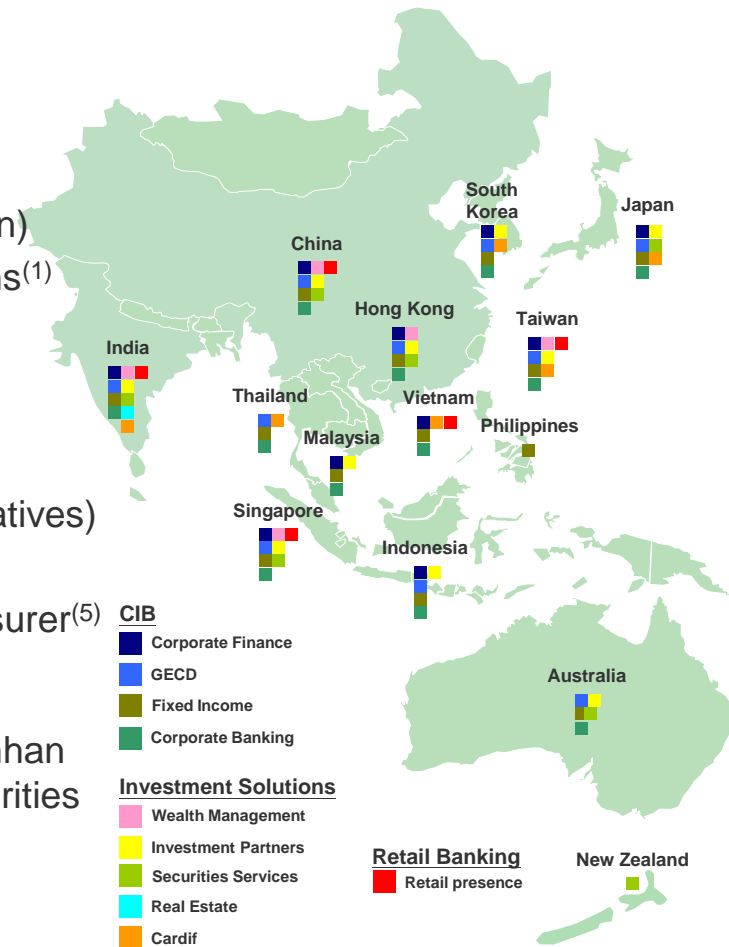 South
Korea
Japan
n)
China
ns(1)
Hong Kong
Taiwan
India
Thailand
Vietnam
Philippines
Malaysia
atives)
Singapore
Indonesia
surer(5)
CIB
Corporate Finance
GECD
Fixed Income
Corporate Banking
Australia
nhan
rities
Investment Solutions
Wealth Management
Investment Partners
Securities Services
Real Estate
Cardif
Retail Banking
Retail presence
New Zealand